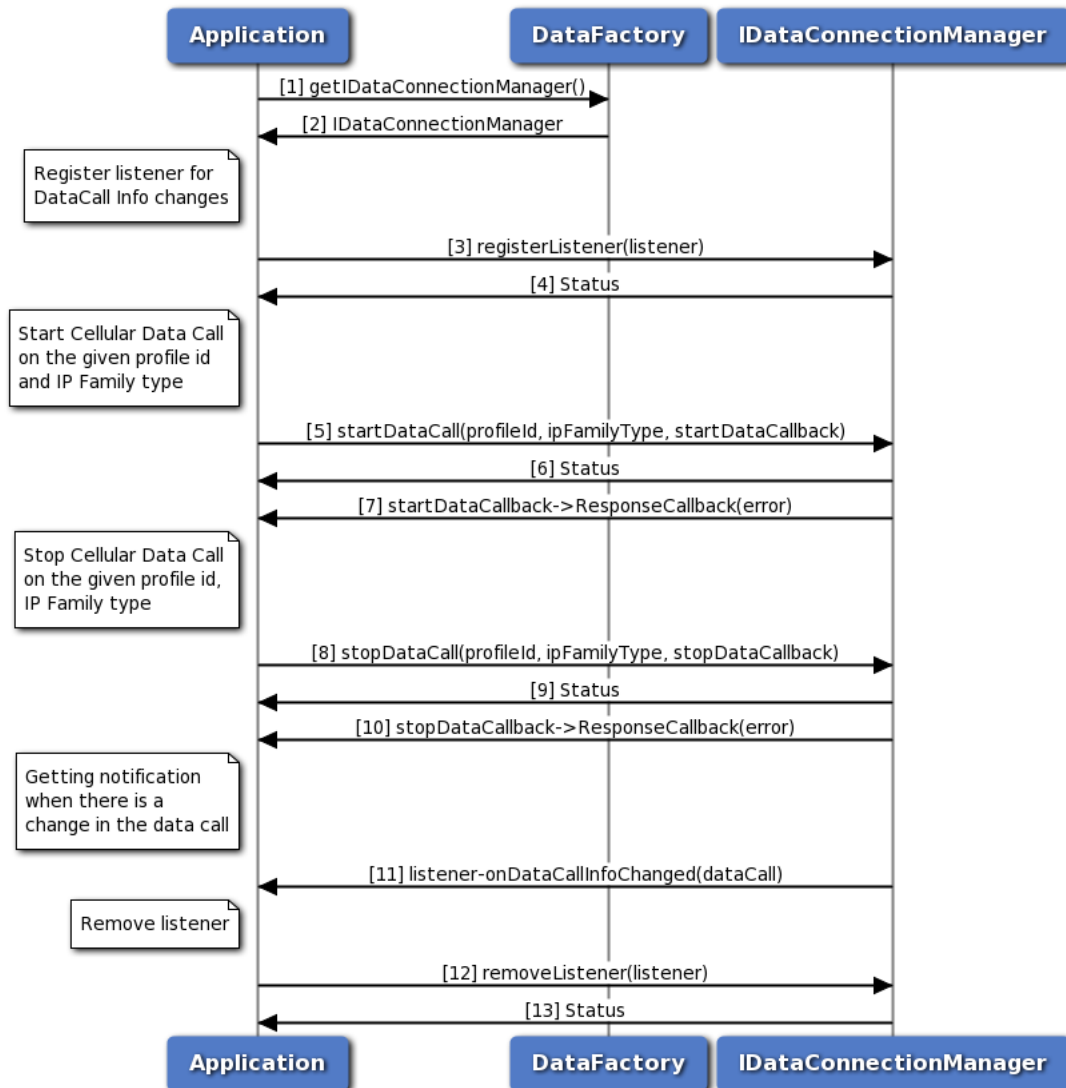 Application DataFactory IDataConnectionManager
[1] getIDataConnectionManager()
[2] IDataConnectionManager
Register listener for
DataCall Info changes
[3] registerListener(listener)
[4] Status
Start Cellular Data Call
on the given profile id
and IP Family type
[5] startDataCall(profileId, ipFamilyType, startDataCallback)
[6] Status
[7] startDataCallback->ResponseCallback(error)
Stop Cellular Data Call
on the given profile id,
IP Family type
[8] stopDataCall(profileId, ipFamilyType, stopDataCallback)
[9] Status
[10] stopDataCallback->ResponseCallback(error)
Getting notification
when there is a
change in the data call
[11] listener-onDataCallInfoChanged(dataCall)
Remove listener
[12] removeListener(listener)
[13] Status
Application DataFactory IDataConnectionManager